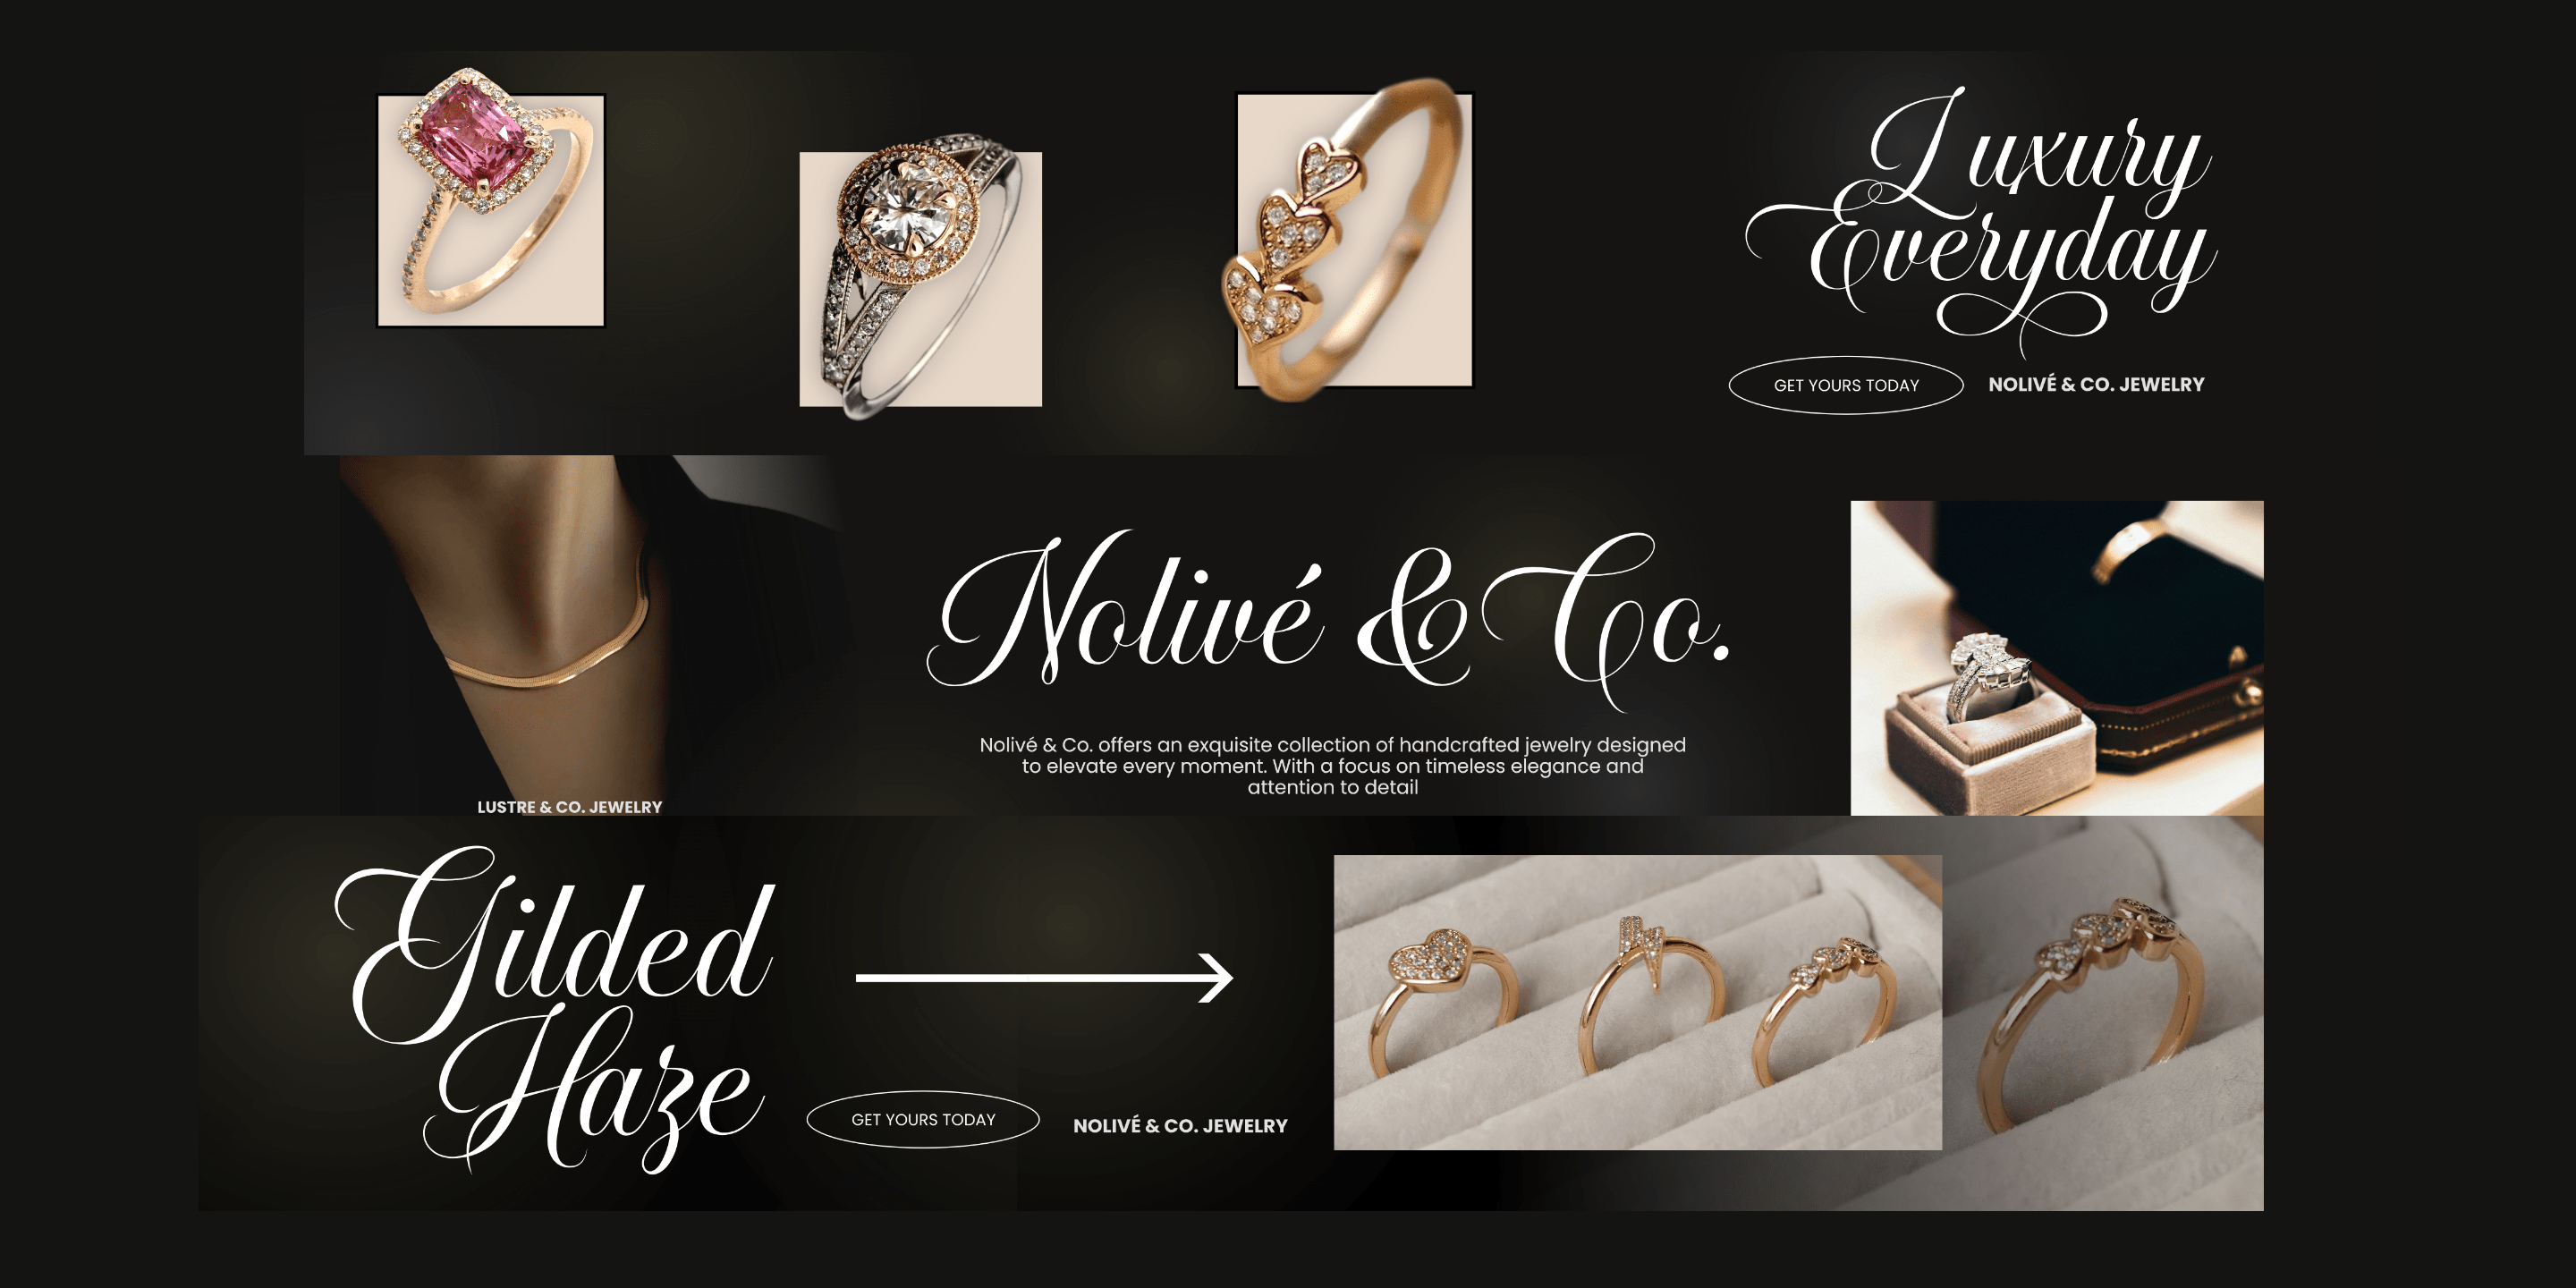 Luxury
Everyday
GET YOURS TODAY
NOLIVÉ & CO. JEWELRY
Nolivé & Co.
Nolivé & Co. offers an exquisite collection of handcrafted jewelry designed
to elevate every moment. With a focus on timeless elegance and
attention to detail
LUSTRE & CO. JEWELRY
Gilded
Haze
GET YOURS TODAY
NOLIVÉ & CO. JEWELRY